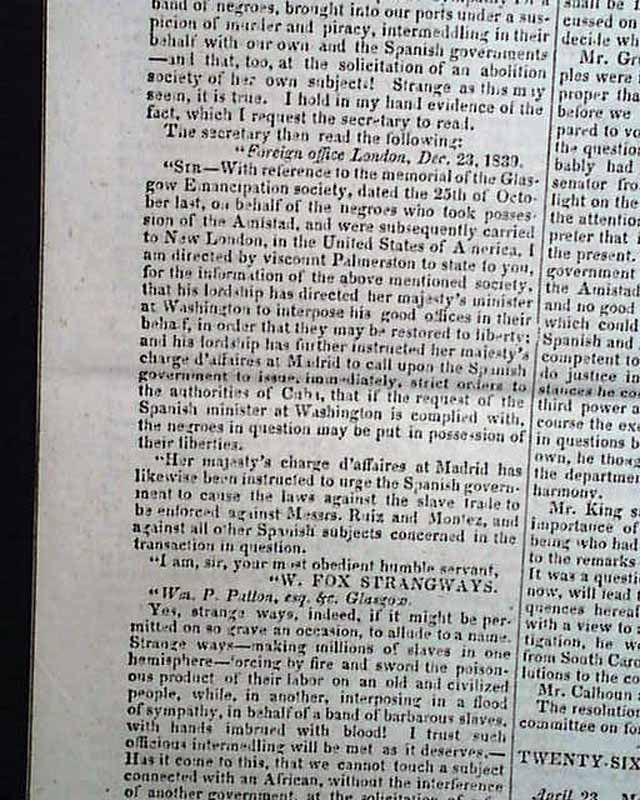 band of negroes, brought into our ports under a sus-
picion of murder and piracy, intermeddling in their
behalf with our own and the Spanish governments
—and that, too, at the solicitation of an abolition
society of her own subjects! Strange as this may
seem, it is true. I hold in my hand evidence of the
fact, which I request the secretary to read.
The secretary then read the following:
"Foreign office London, Dec. 23, 1839.
"SIR—With reference to the memorial of the Glas-
gow Emancipation society, dated the 25th of Octo-
ber last, on behalf of the negroes who took posses-
sion of the Amistad, and were subsequently carried
to New London, in the United States of America, I
am directed by viscount Palmerston to state to you,
for the information of the above mentioned society,
that his lordship has directed her majesty's minister
at Washington to interpose his good offices in their
behalf, in order that they may be restored to liberty;
and his lordship has further instructed her majesty's
charge d'affaires at Madrid to call upon the Spanish
government to issue, immediately, strict orders to
the authorities of Cuba, that if the request of the
Spanish minister at Washington is complied with,
the negroes in question may be put in possession of
their liberties.
"Her majesty's charge d'affaires at Madrid has
likewise been instructed to urge the Spanish govern-
ment to cause the laws against the slave trade to
be enforced against Messrs. Ruiz and Montez, and
against all other Spanish subjects concerned in the
transaction in question.
"I am, sir, your most obedient humble servant,
"W. FOX STRANGWAYS.
"Wm. P. Patton, esq. &c. Glasgow.
Yes, strange ways, indeed, if it might be per-
mitted on so grave an occasion, to allude to a name.
Strange ways—making millions of slaves in one
hemisphere—forcing by fire and sword the poison-
ous product of their labor on an old and civilized
people, while, in another, interposing in a flood
of sympathy, in behalf of a band of barbarous slaves,
with hands imbrued with blood! I trust such
officious intermedling will be met as it deserves.—
Has it come to this, that we cannot touch a subject
connected with an African, without the interference
of another government, at the solicitation of
shall be
cussed on
decide wh
Mr. Gr
ples were
proper tha
before we
pared to vo
the question
bably had
senator fro
light on the
the attentio
prefer that i
the present.
government
the Amistad
and no good
which could
Spanish and
competent to
do justice in
stances he co
third power a
course the exe
in questions b
own, he thoug
the departmen
harmony.
Mr. King s
importance of
being who had
to the remarks
It was a questi
now, will lead t
quences hereaf
with a view to
tigation, he w
from South Caro
lutions to the co
Mr. Calhoun
The resolution
committee on for
TWENTY-SIX
April 23. M